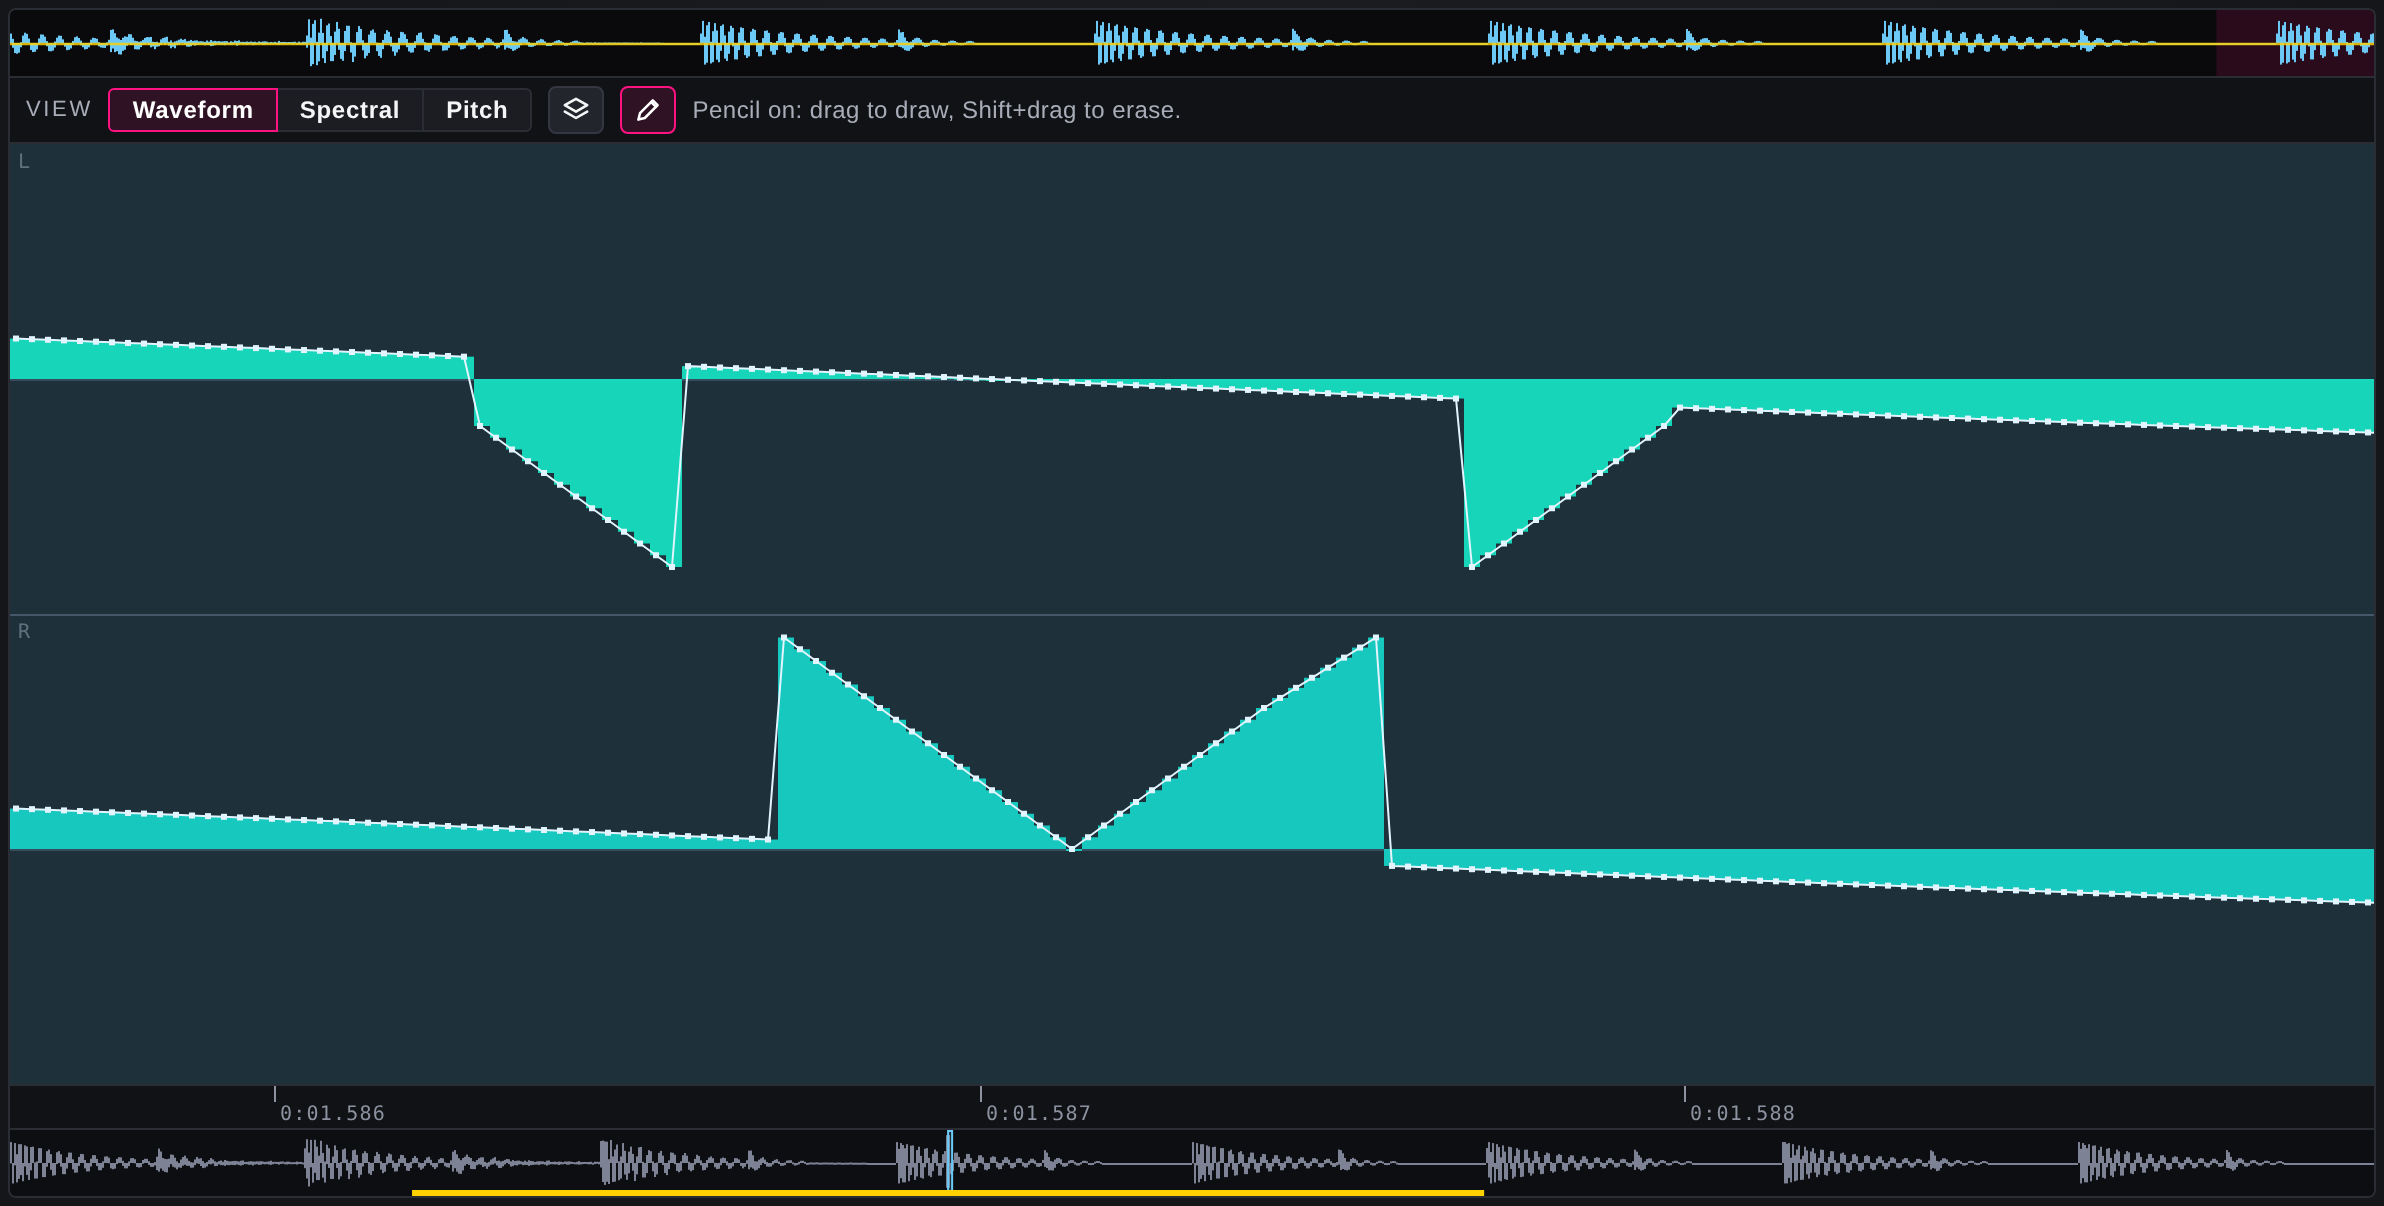 VIEW Waveform Spectral Pitch Pencil on: drag to draw, Shift+drag to erase.
L
R
0:01.586 0:01.587 0:01.588